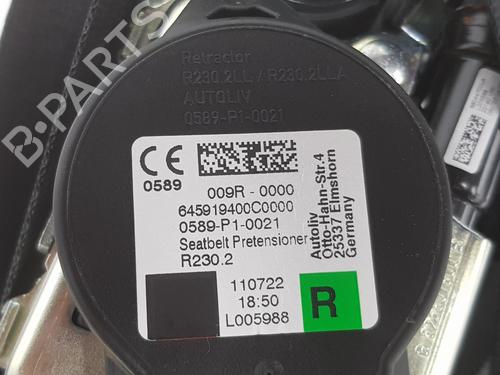 Retractor
R230.2LL / R230.2LLA
AUTOLIV
0589-P1-0021
B-PARTS
CE
0589
009R - 0000
645919400C0000
0589-P1-0021
Seatbelt Pretensioner
R230.2
Autoliv
Otto-Hahn-Str.4
25337 Elmshorn
Germany
110722
18:50
L005988
R